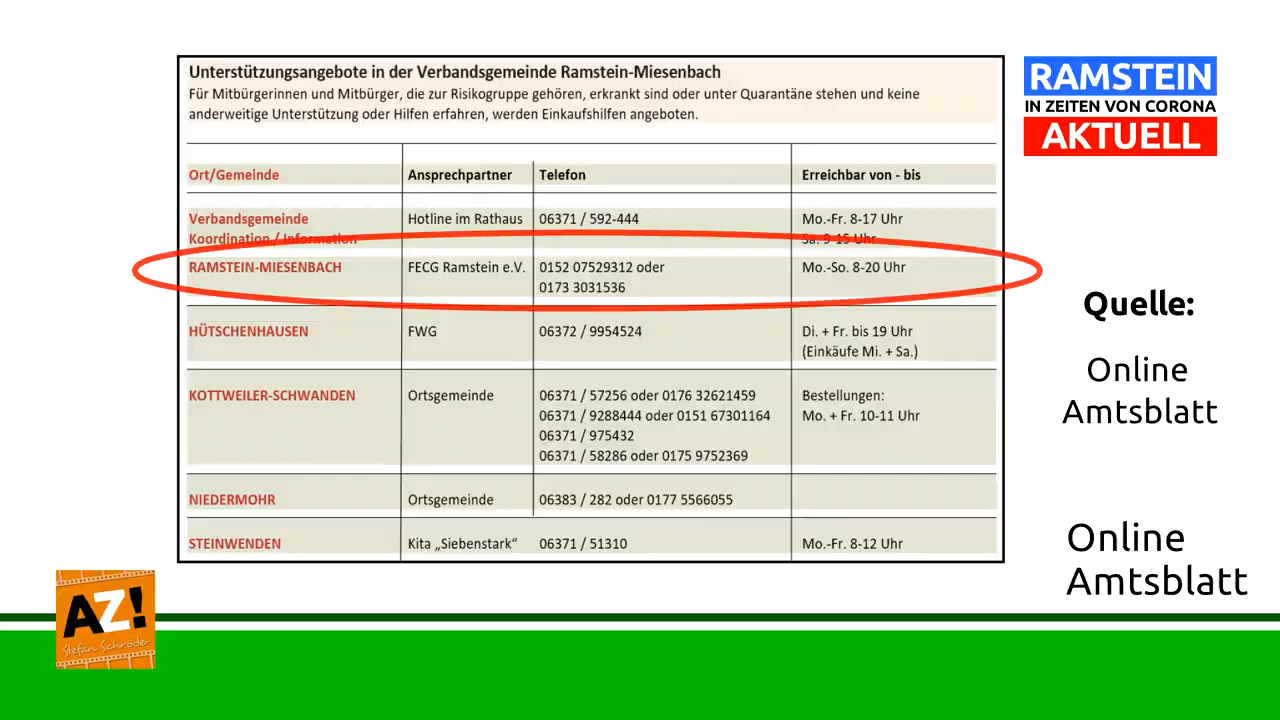 Unterstützungsangebote in der Verbandsgemeinde Ramstein-Miesenbach
Für Mitbürgerinnen und Mitbürger, die zur Risikogruppe gehören, erkrankt sind oder unter Quarantäne stehen und keine
anderweitige Unterstützung oder Hilfen erfahren, werden Einkaufshilfen angeboten.
Ort/Gemeinde Ansprechpartner Telefon Erreichbar von - bis
Verbandsgemeinde Hotline im Rathaus 06371 / 592-444 Mo.-Fr. 8-17 Uhr
Koordination / Information Sa. 9-15 Uhr
RAMSTEIN-MIESENBACH FECG Ramstein e.V. 0152 07529312 oder Mo.-So. 8-20 Uhr
0173 3031536
HÜTSCHENHAUSEN FWG 06372 / 9954524 Di. + Fr. bis 19 Uhr
(Einkäufe Mi. + Sa.)
KOTTWEILER-SCHWANDEN Ortsgemeinde 06371 / 57256 oder 0176 32621459 Bestellungen:
06371 / 9288444 oder 0151 67301164 Mo. + Fr. 10-11 Uhr
06371 / 975432
06371 / 58286 oder 0175 9752369
NIEDERMOHR Ortsgemeinde 06383 / 282 oder 0177 5566055
STEINWENDEN Kita „Siebenstark“ 06371 / 51310 Mo.-Fr. 8-12 Uhr
RAMSTEIN
IN ZEITEN VON CORONA
AKTUELL
Quelle:
Online
Amtsblatt
Online
Amtsblatt
AZ!
Stefan Schröder